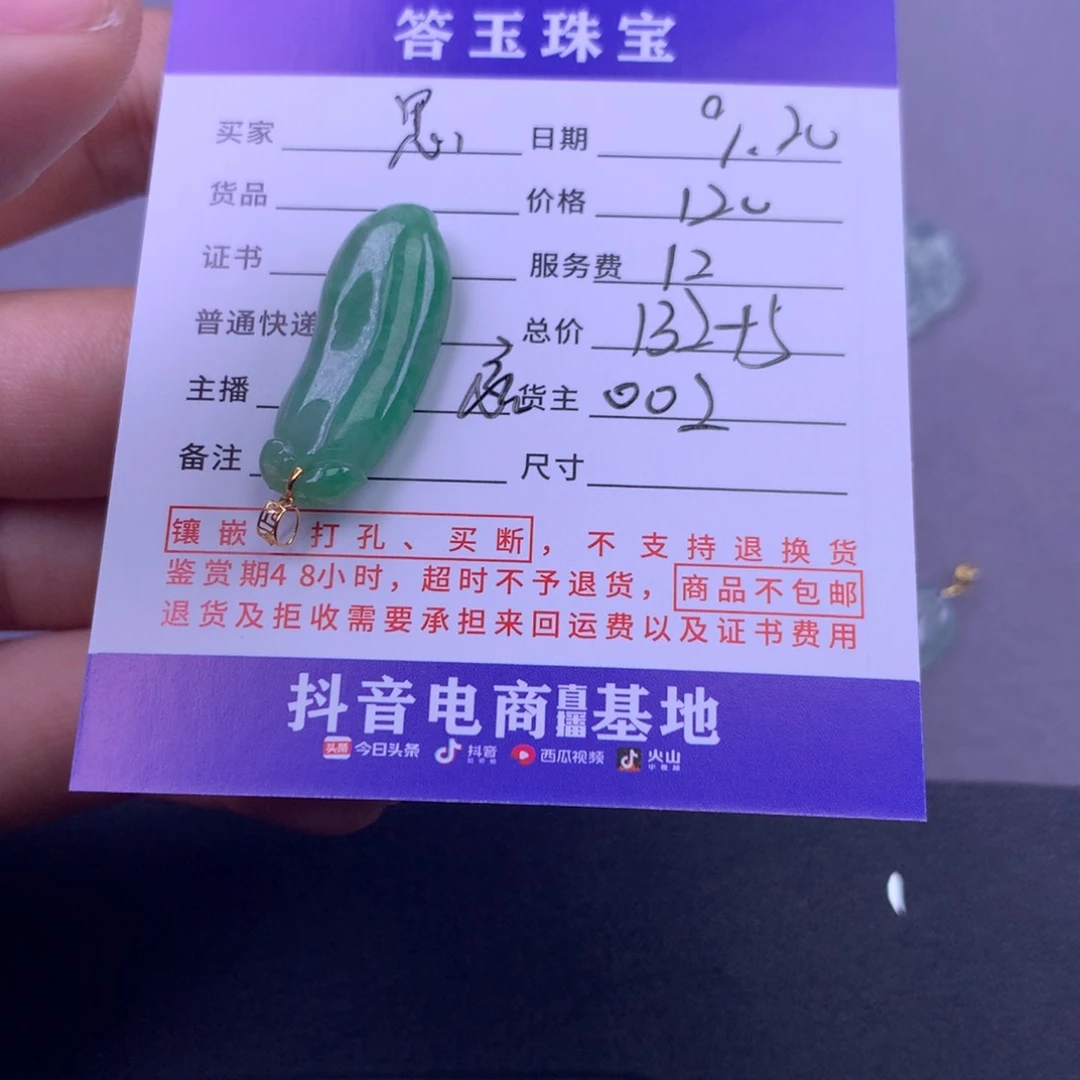 答玉珠宝
买家 思 日期 9.20
货品 价格 120
证书 服务费 12
普通快递 总价 132+15
主播 货主 002
备注 尺寸
镶嵌 打孔、买断，不支持退换货
鉴赏期48小时，超时不予退货，商品不包邮
退货及拒收需要承担来回运费以及证书费用
抖音电商直播基地
头条 今日头条 抖音 西瓜视频 火山